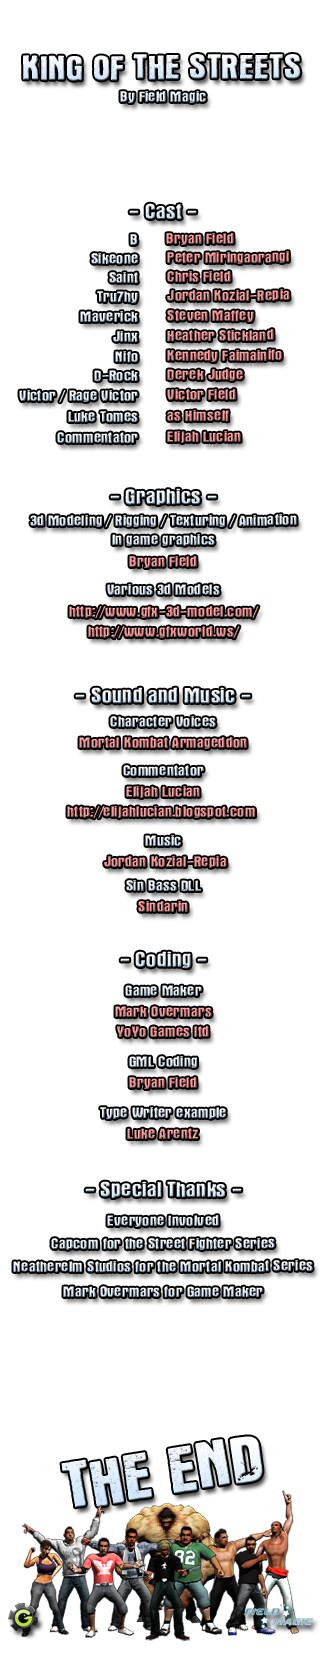 KING OF THE STREETS
By Field Magic
- Cast -
B Bryan Field
Sikeone Peter Miringaorangi
Saint Chris Field
Tru7hy Jordan Kozial-Repia
Maverick Steven Maffey
Jinx Heather Stickland
Nifo Kennedy Faimainifo
D-Rock Derek Judge
Victor / Rage Victor Victor Field
Luke Tomes as Himself
Commentator Elijah Lucian
- Graphics -
3d Modeling / Rigging / Texturing / Animation
In game graphics
Bryan Field
Various 3d Models
http://www.gfx-3d-model.com/
http://www.gfxworld.ws/
- Sound and Music -
Character Voices
Mortal Kombat Armageddon
Commentator
Elijah Lucian
http://elijahlucian.blogspot.com
Music
Jordan Kozial-Repia
Sin Bass DLL
Sindarin
- Coding -
Game Maker
Mark Overmars
YoYo Games ltd
GML Coding
Bryan Field
Type Writer example
Luke Arentz
- Special Thanks -
Everyone Involved
Capcom for the Street Fighter Series
Neatherelm Studios for the Mortal Kombat Series
Mark Overmars for Game Maker
THE END
82
G
FIELD MAGIC